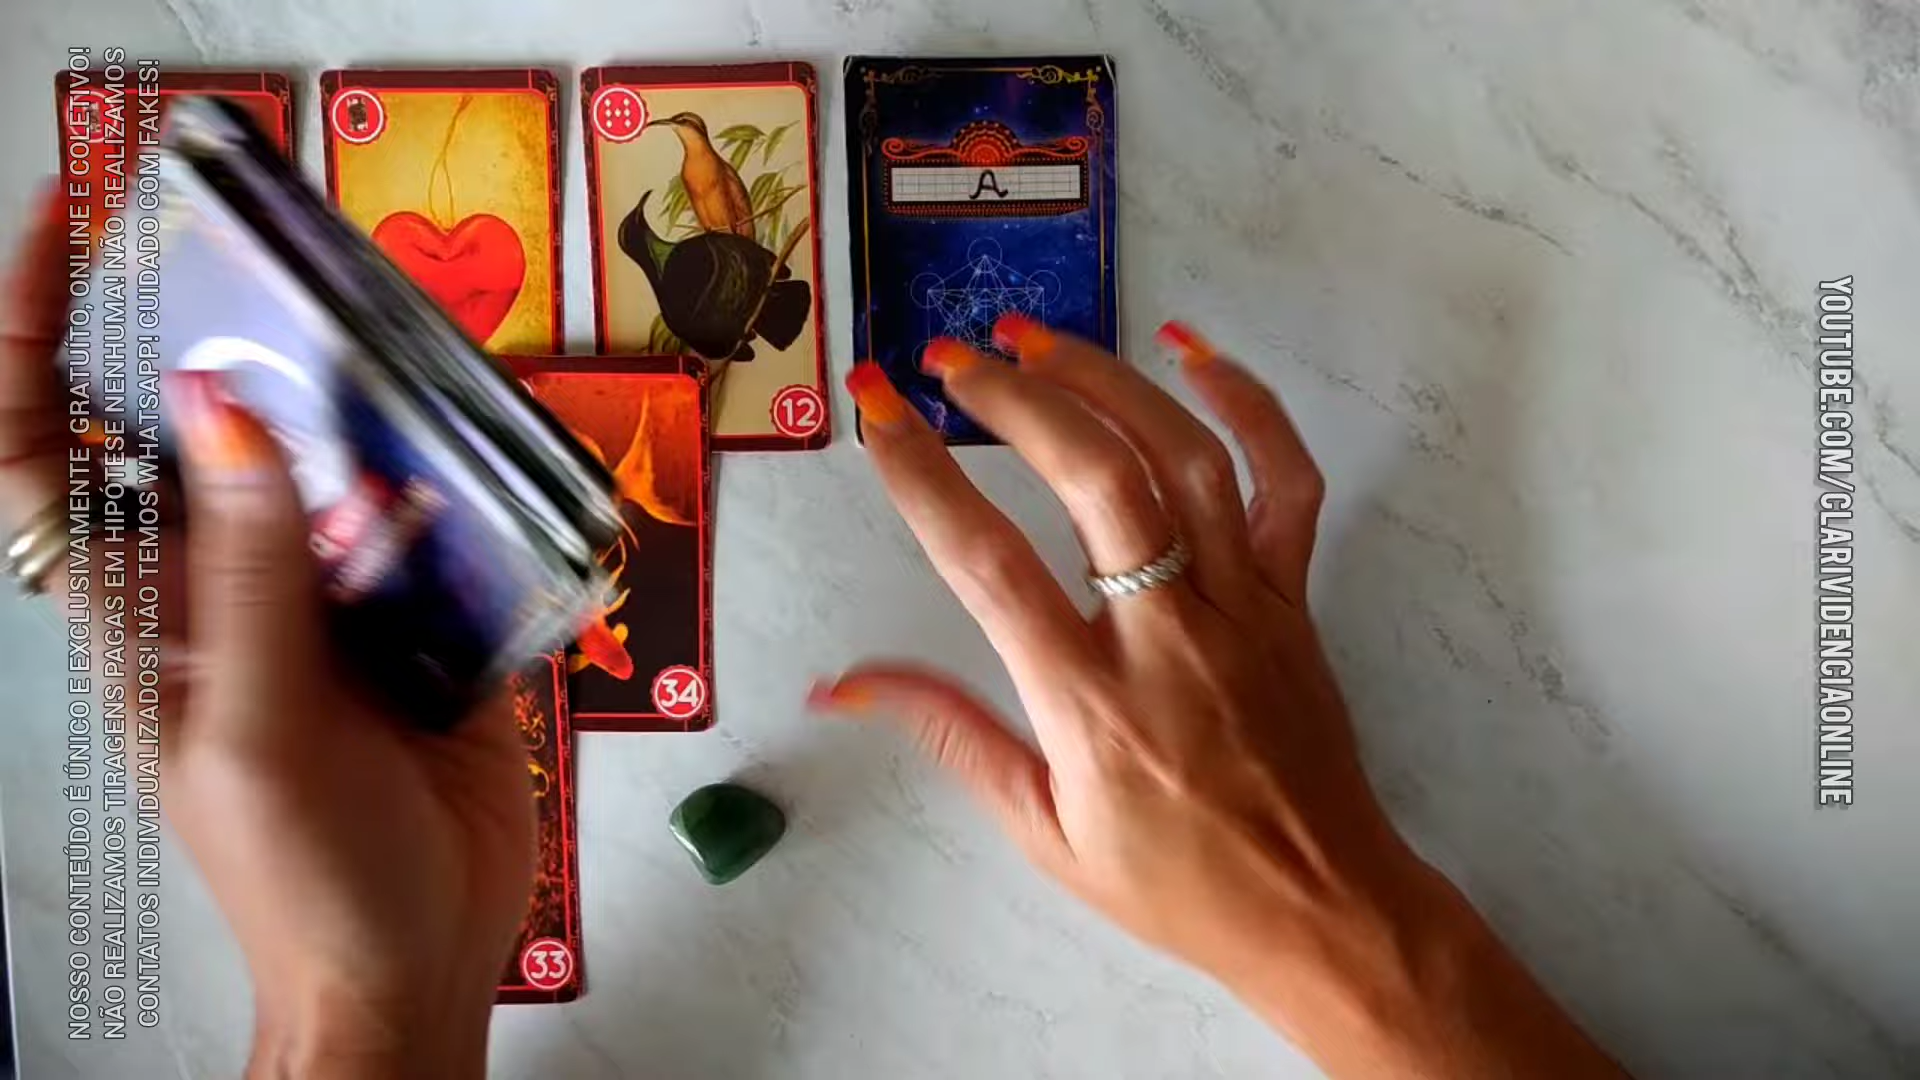 NOSSO CONTEÚDO É ÚNICO E EXCLUSIVAMENTE GRATUÍTO, ONLINE E COLETIVO!
NÃO REALIZAMOS TIRAGENS PAGAS EM HIPÓTESE NENHUMA! NÃO REALIZAMOS
CONTATOS INDIVIDUALIZADOS! NÃO TEMOS WHATSAPP! CUIDADO COM FAKES!
A
12
34
33
YOUTUBE.COM/CLARIVIDENCIAONLINE